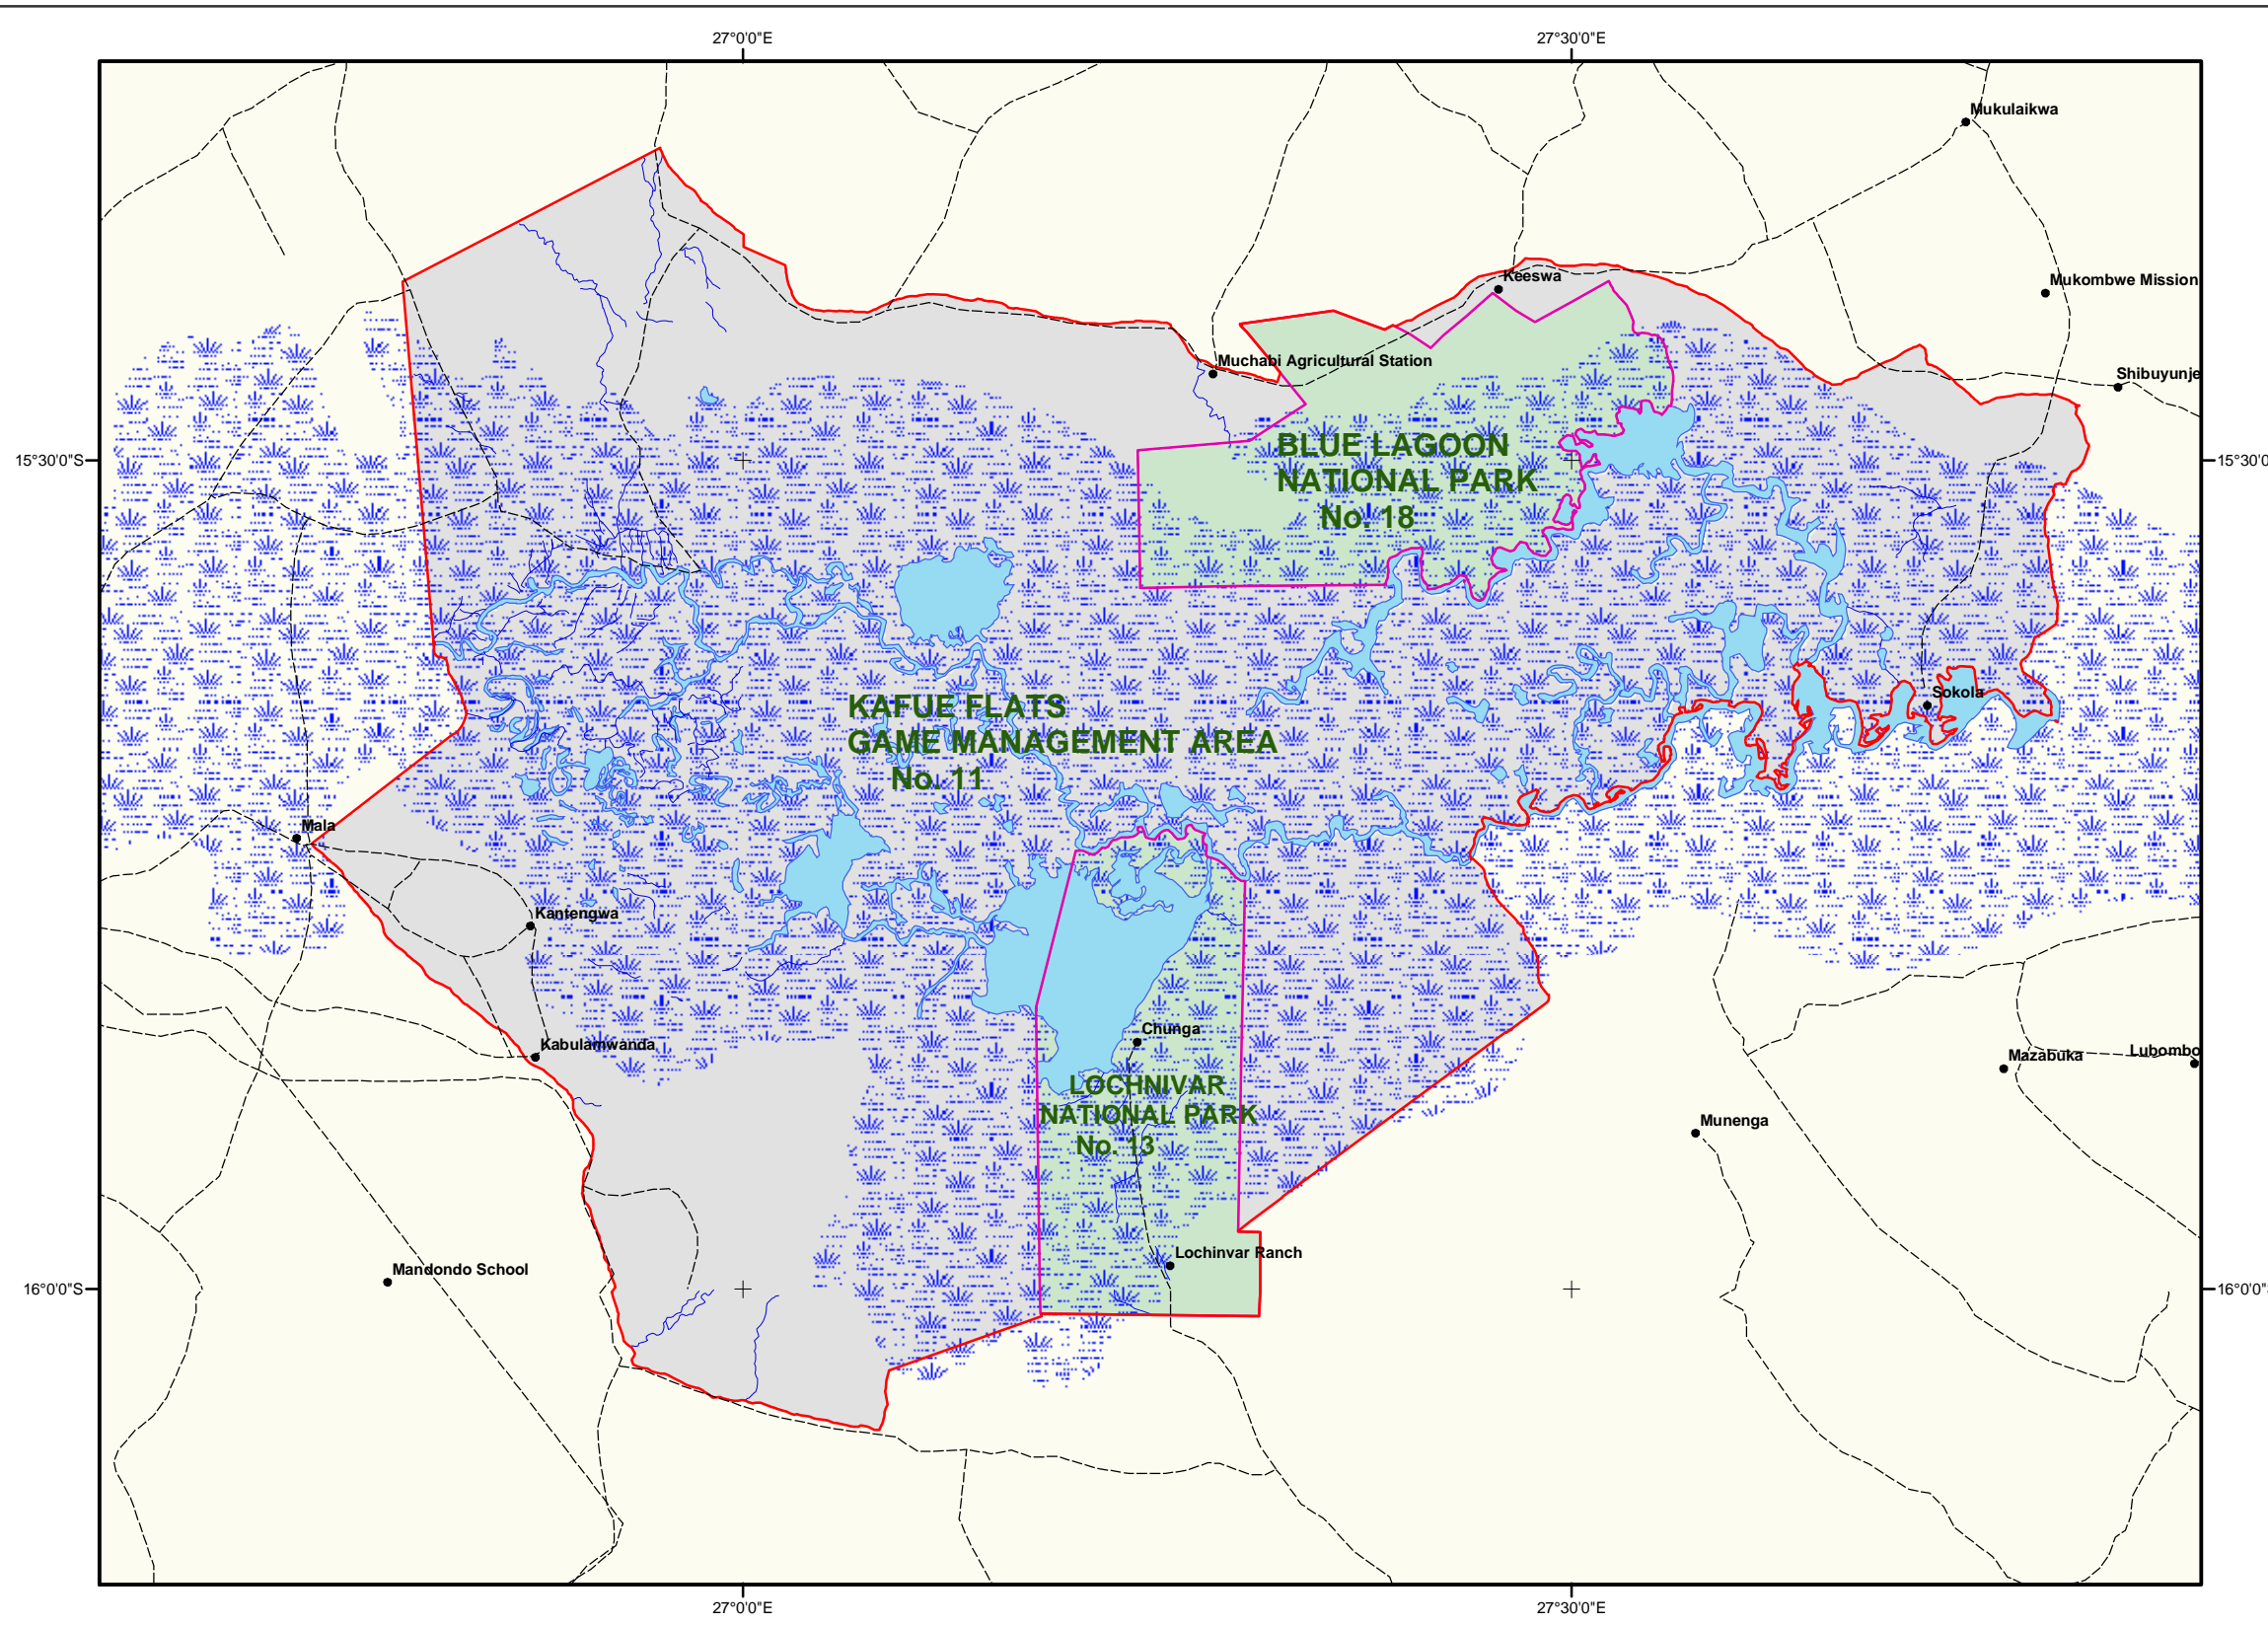 27°0'0"E
27°30'0"E
Mukulaikwa
Keeswa
Mukombwe Mission
Muchabi Agricultural Station
Shibuyunje
BLUE LAGOON
15°30'0"S
15°30'0
NATIONAL PARK
No. 18
Sokola
KAFUE FLATS
GAME MANAGEMENT AREA
No. 11
Mala
Kantengwa
Chunga
Kabulamwanda
Mazabuka
Lubombo
LOCHNIVAR
NATIONAL PARK
No. 13
Munenga
Lochinvar Ranch
Mandondo School
16°0'0"S
16°0'0"S
27°0'0"E
27°30'0"E